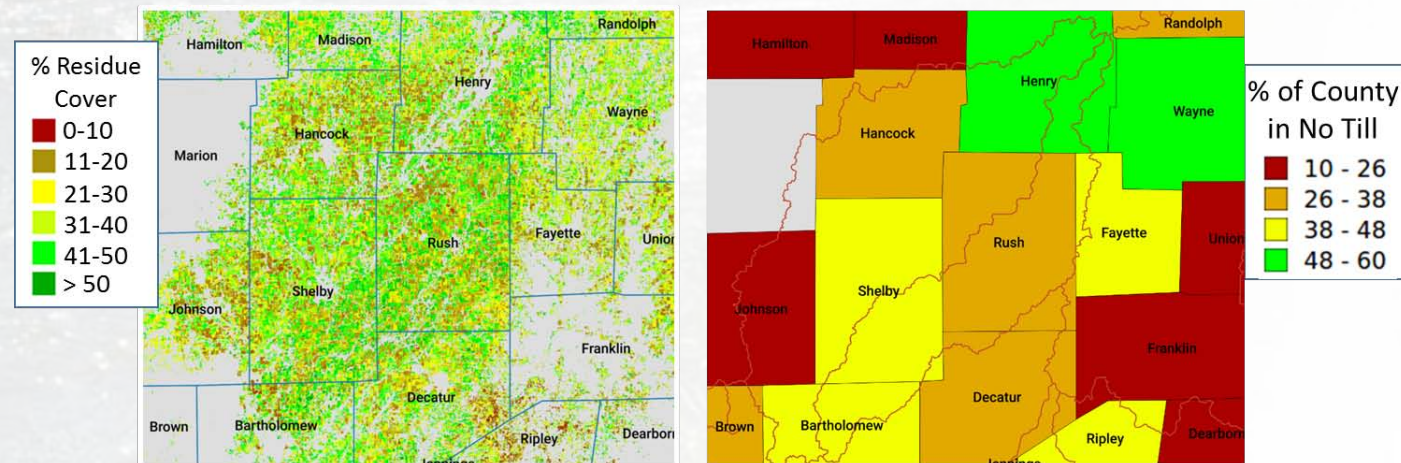 % Residue
Cover
0-10
11-20
21-30
31-40
41-50
> 50
Hamilton
Madison
Randolph
Henry
Wayne
Hancock
Marion
Rush
Fayette
Union
Shelby
Johnson
Franklin
Decatur
Brown
Bartholomew
Ripley
Dearborn
Jennings
Hamilton
Madison
Randolph
Henry
Wayne
Hancock
Rush
Fayette
Union
Shelby
Johnson
Franklin
Decatur
Brown
Bartholomew
Ripley
Dearborn
Jennings
% of County
in No Till
10 - 26
26 - 38
38 - 48
48 - 60